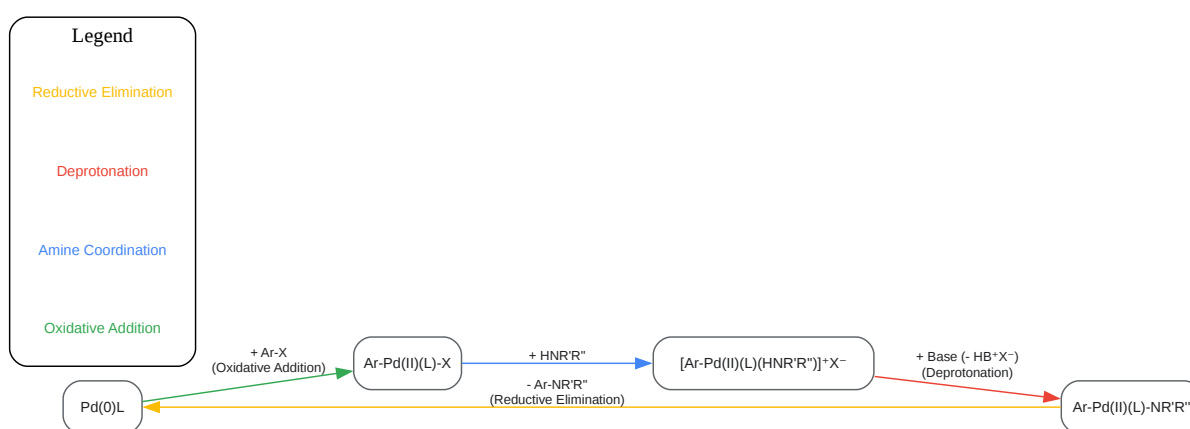 Legend
Reductive Elimination
Deprotonation
Amine Coordination
Oxidative Addition
+ Ar-X
(Oxidative Addition)
Ar-Pd(II)(L)-X
+ HNR'R"
[Ar-Pd(II)(L)(HNR'R")]⁺X⁻
+ Base (- HB⁺X⁻)
(Deprotonation)
- Ar-NR'R"
(Reductive Elimination)
Pd(0)L
Ar-Pd(II)(L)-NR'R"